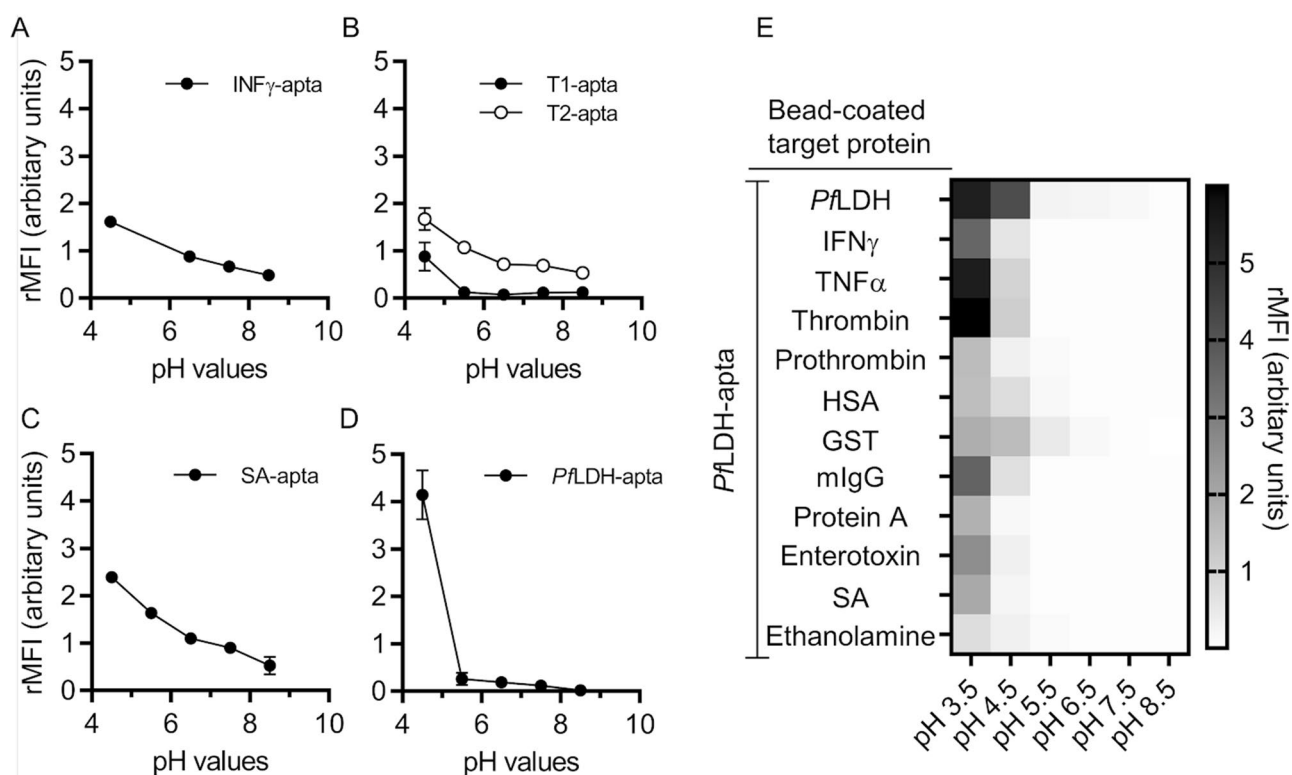 A
5
4
3
2
1
0
4
6
8
10
rMFI (arbitary units)
pH values
INFγ-apta
B
5
4
3
2
1
0
4
6
8
10
pH values
T1-apta
T2-apta
C
5
4
3
2
1
0
4
6
8
10
rMFI (arbitary units)
pH values
SA-apta
D
5
4
3
2
1
0
4
6
8
10
pH values
PfLDH-apta
E
Bead-coated
target protein
PfLDH-apta
PfLDH
IFNγ
TNFα
Thrombin
Prothrombin
HSA
GST
mIgG
Protein A
Enterotoxin
SA
Ethanolamine
pH 3.5
pH 4.5
pH 5.5
pH 6.5
pH 7.5
pH 8.5
5
4
3
2
1
rMFI (arbitary units)